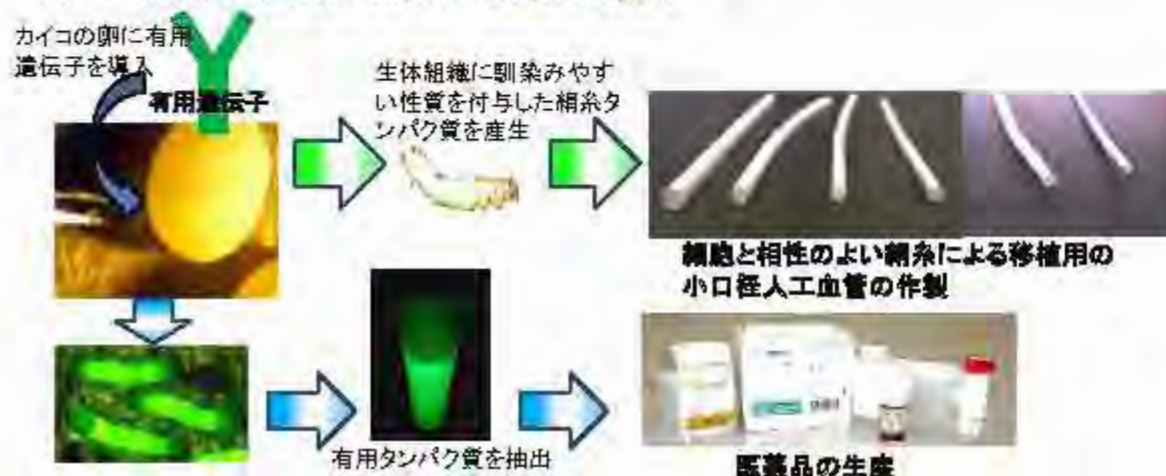 カイコの卵に有用
遺伝子を導入
有用遺伝子
生体組織に馴染みやす
い性質を付与した絹糸タ
ンパク質を産生
細胞と相性のよい絹糸による移植用の
小口径人工血管の作製
有用タンパク質を抽出
医薬品の生産